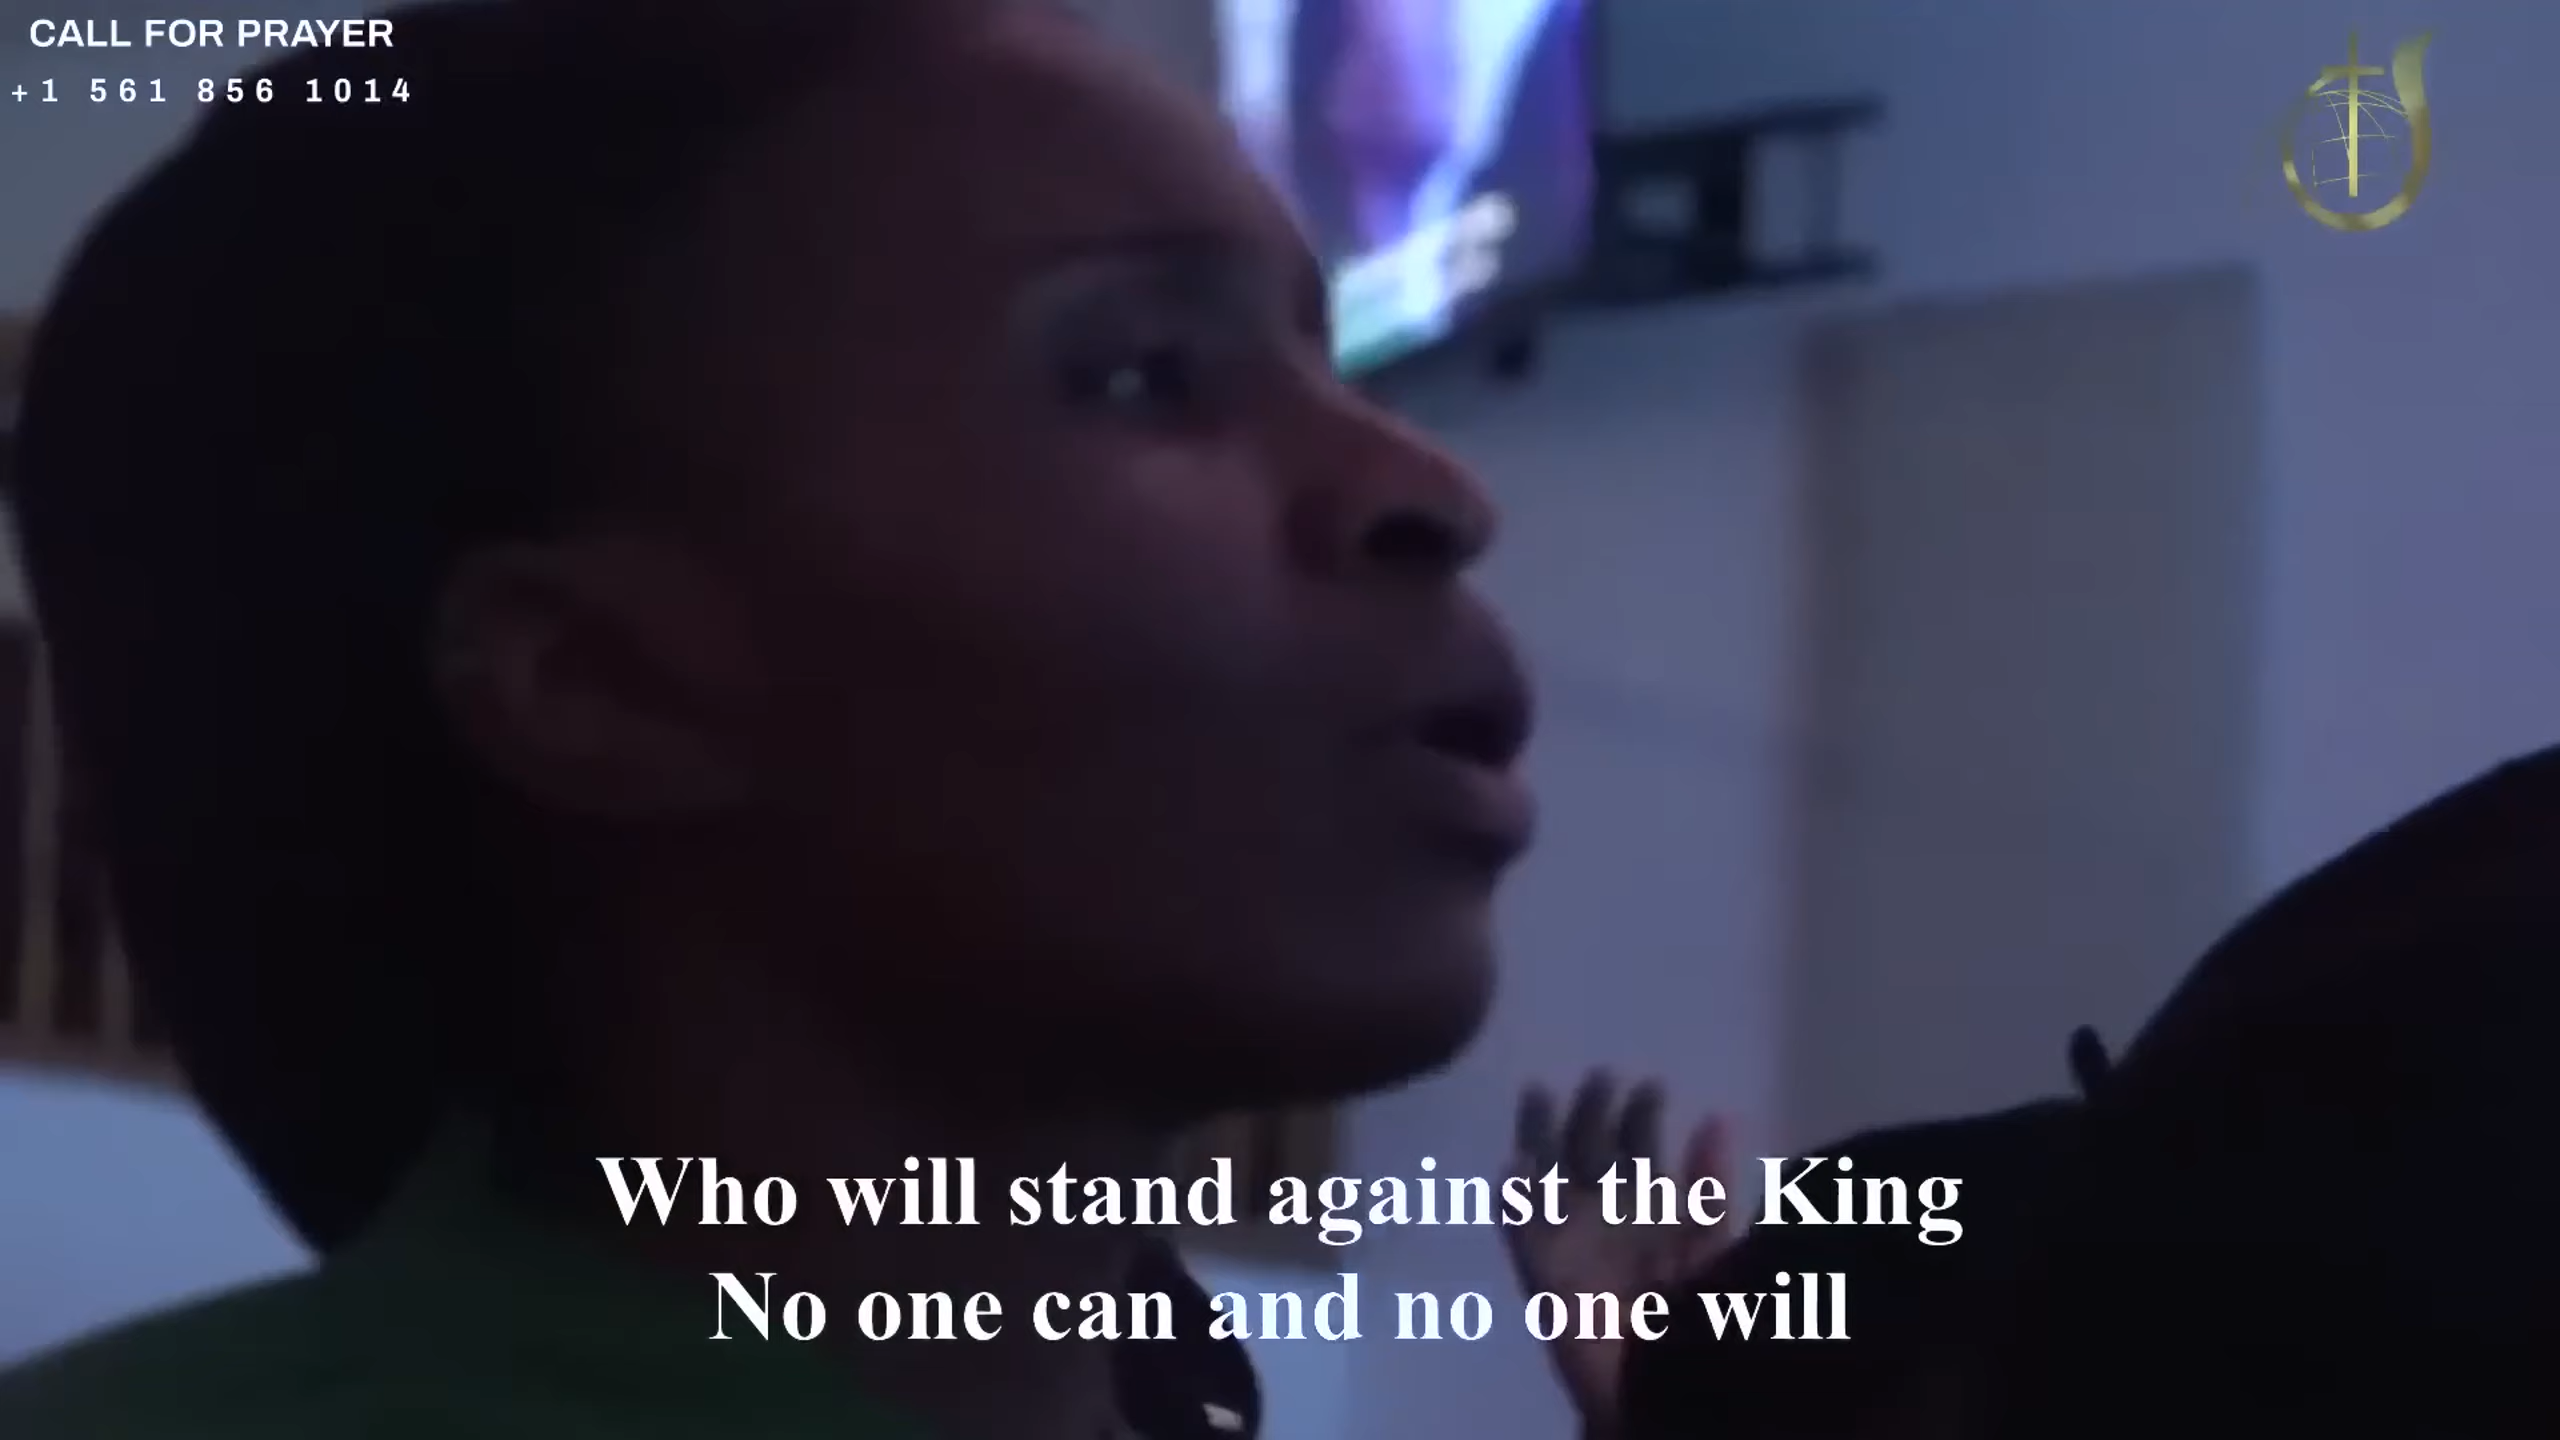 CALL FOR PRAYER
+1 561 856 1014
Who will stand against the King
No one can and no one will